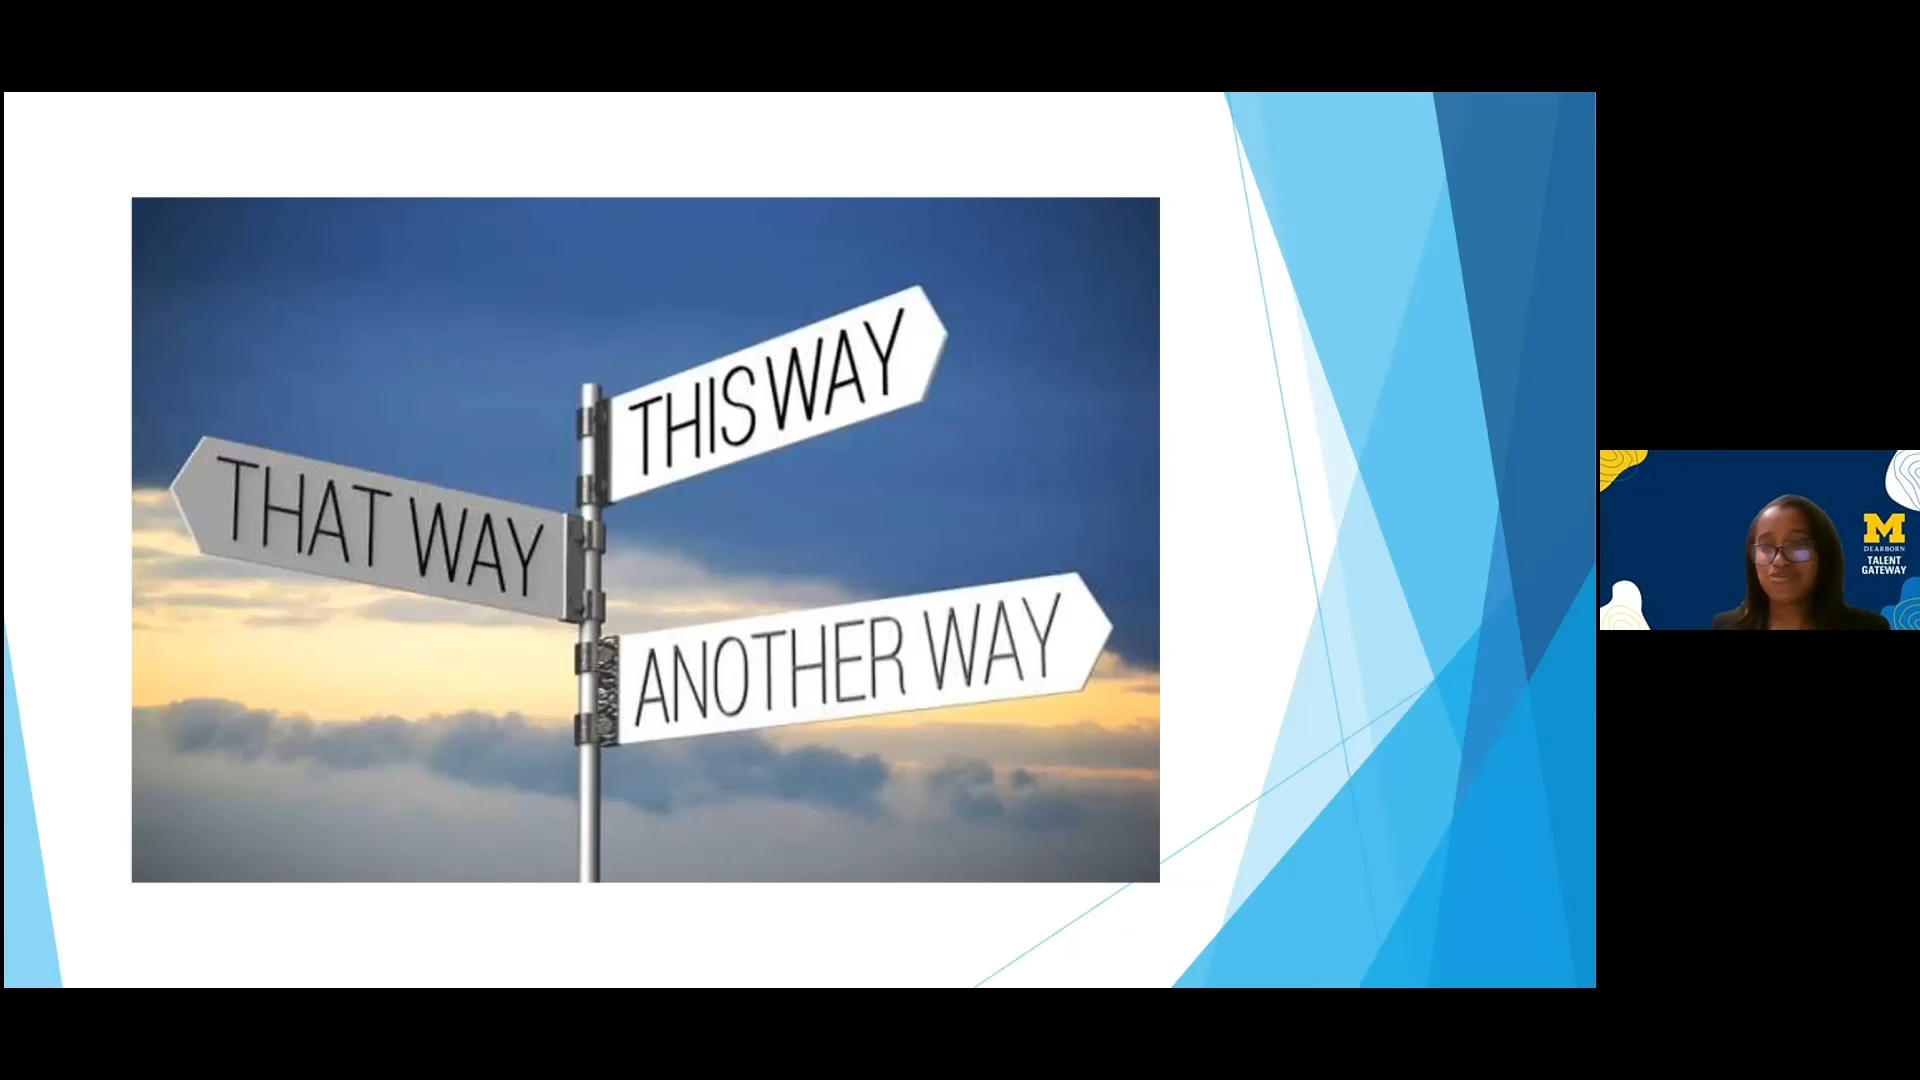 THIS WAY
THAT WAY
ANOTHER WAY
M
DEARBORN
TALENT
GATEWAY